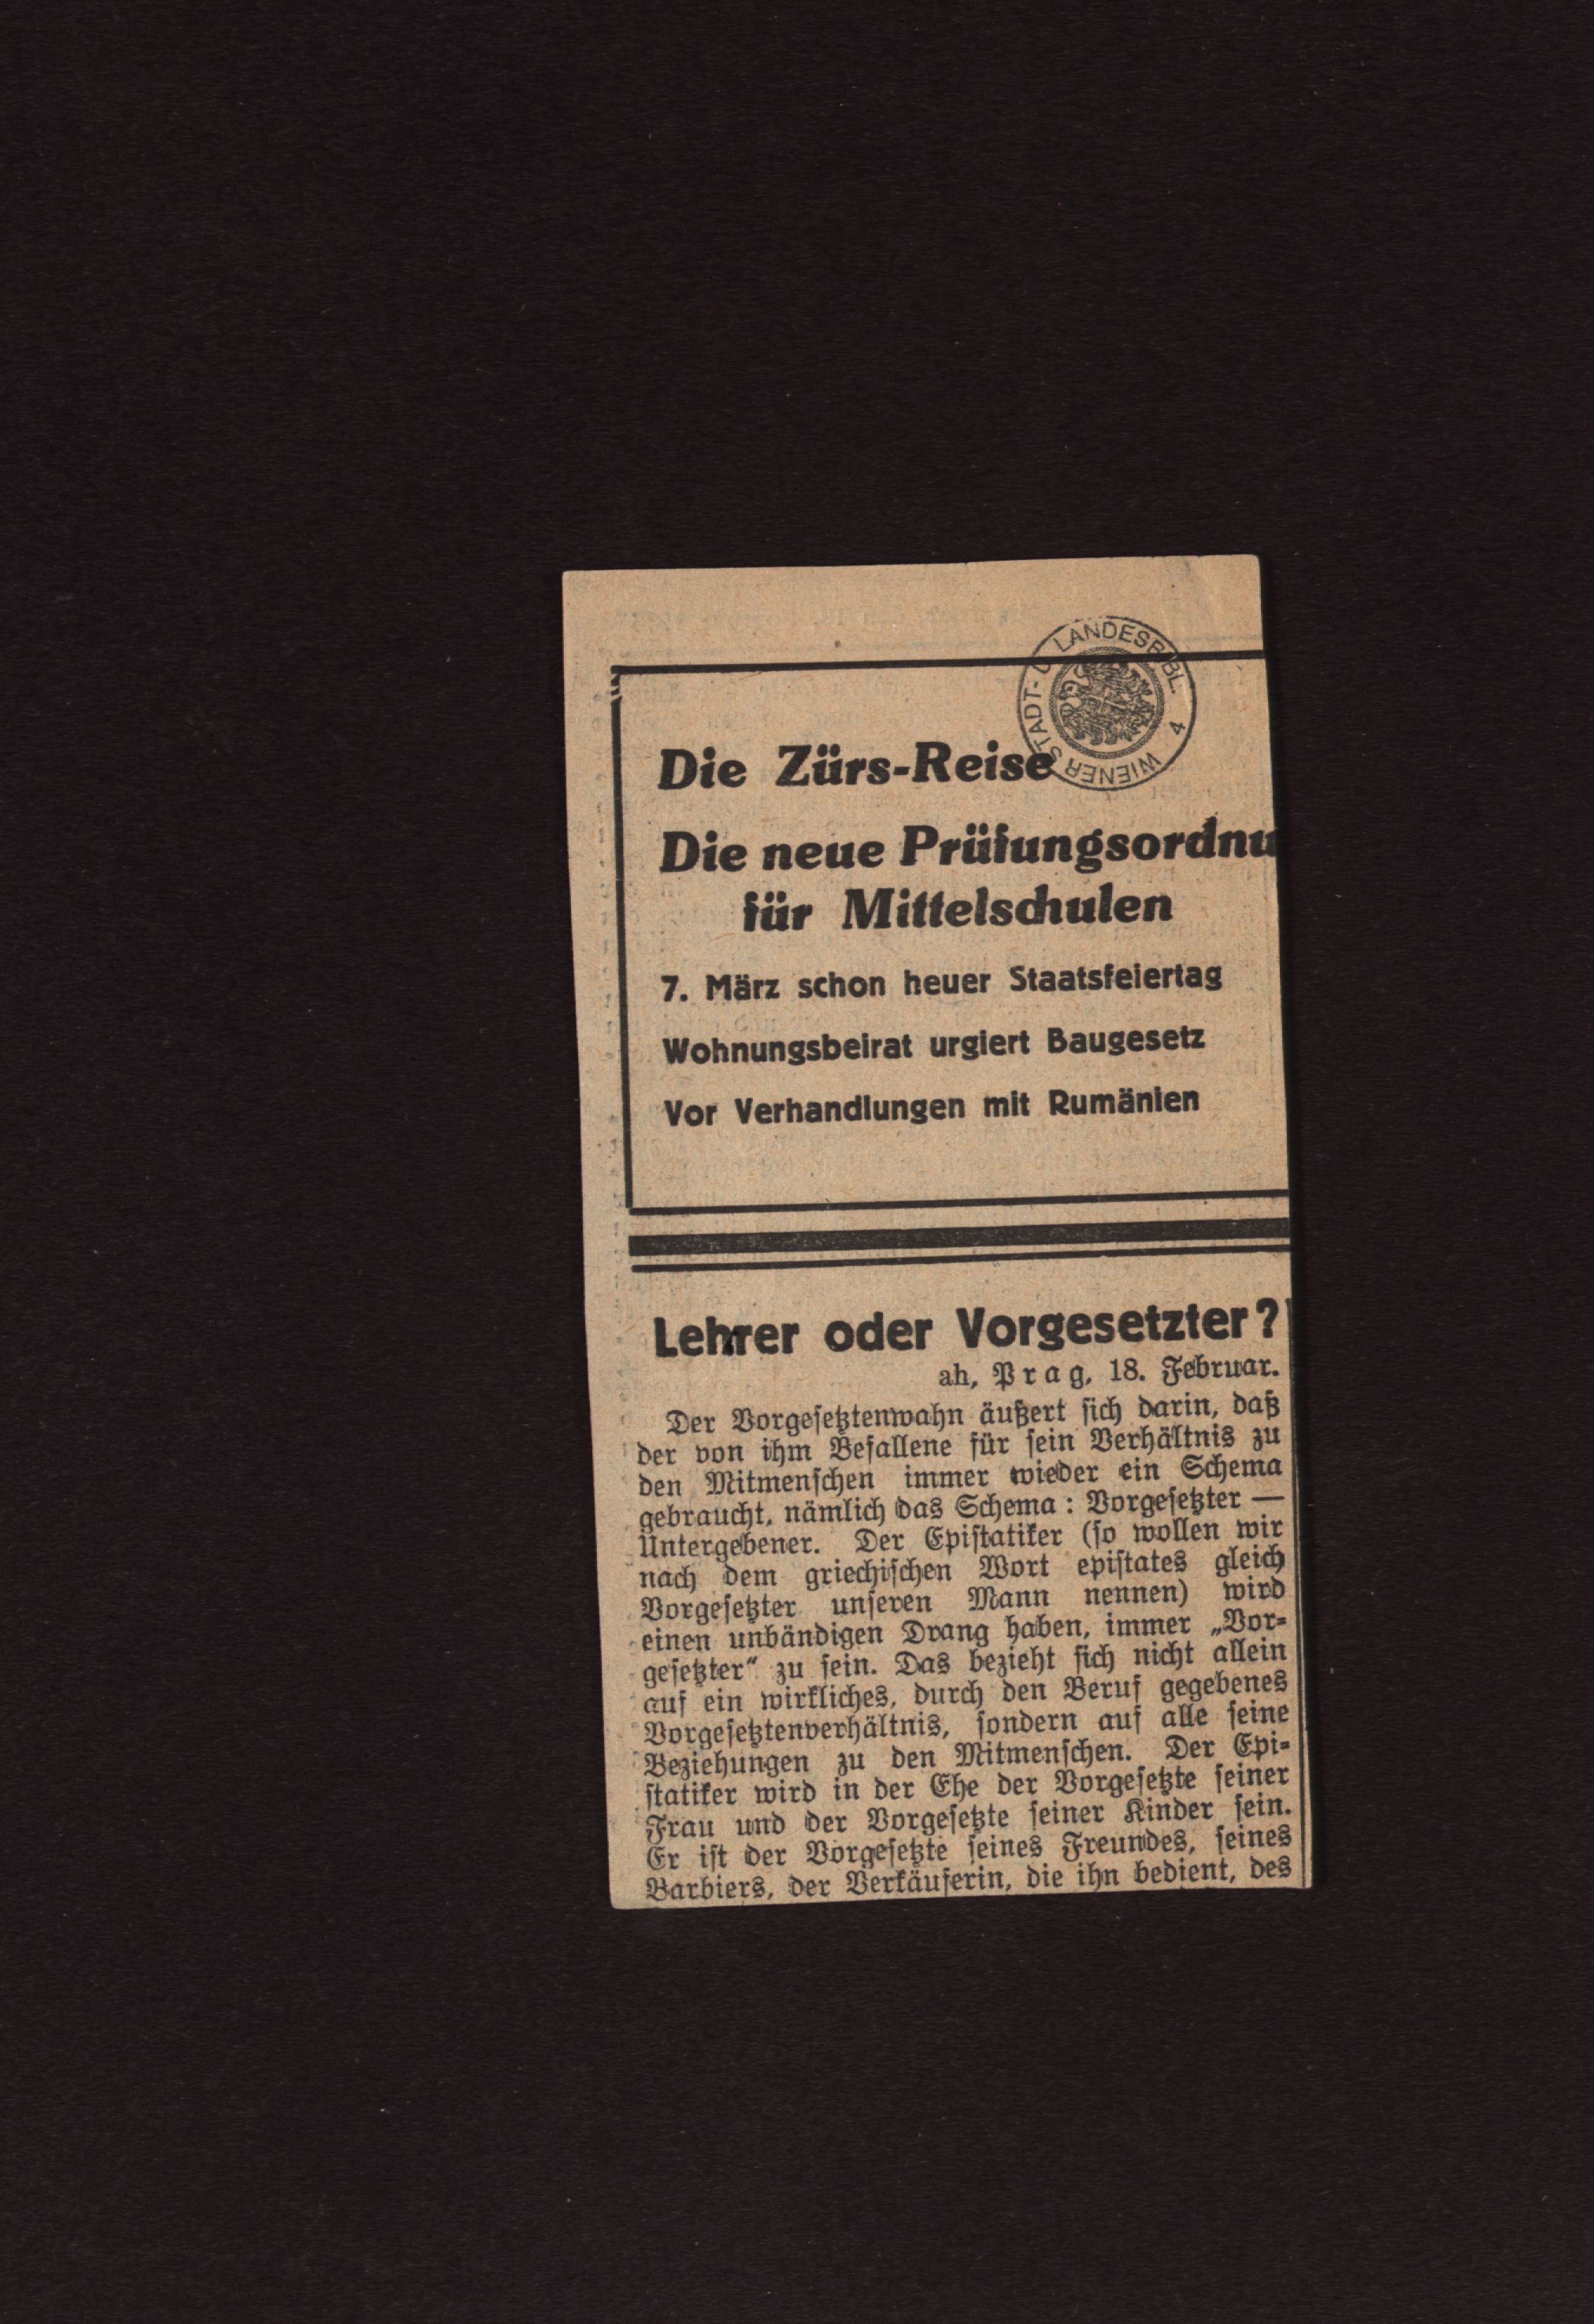 WIENER STADT- U. LANDESBIBL. 4
Die Zürs-Reise
Die neue Prüfungsordnu
für Mittelschulen
7. März schon heuer Staatsfeiertag
Wohnungsbeirat urgiert Baugesetz
Vor Verhandlungen mit Rumänien
Lehrer oder Vorgesetzter?
ah, Prag, 18. Februar.
Der Vorgesetztenwahn äußert sich darin, daß
der von ihm Befallene für sein Verhältnis zu
den Mitmenschen immer wieder ein Schema
gebraucht, nämlich das Schema: Vorgesetzter —
Untergebener. Der Epistatiker (so wollen wir
nach dem griechischen Wort epistates gleich
Vorgesetzter unseren Mann nennen) wird
einen unbändigen Drang haben, immer „Vor-
gesetzter“ zu sein. Das bezieht sich nicht allein
auf ein wirkliches, durch den Beruf gegebenes
Vorgesetztenverhältnis, sondern auf alle seine
Beziehungen zu den Mitmenschen. Der Epi-
statiker wird in der Ehe der Vorgesetzte seiner
Frau und der Vorgesetzte seiner Kinder sein.
Er ist der Vorgesetzte seines Freundes, seines
Barbiers, der Verkäuferin, die ihn bedient, des